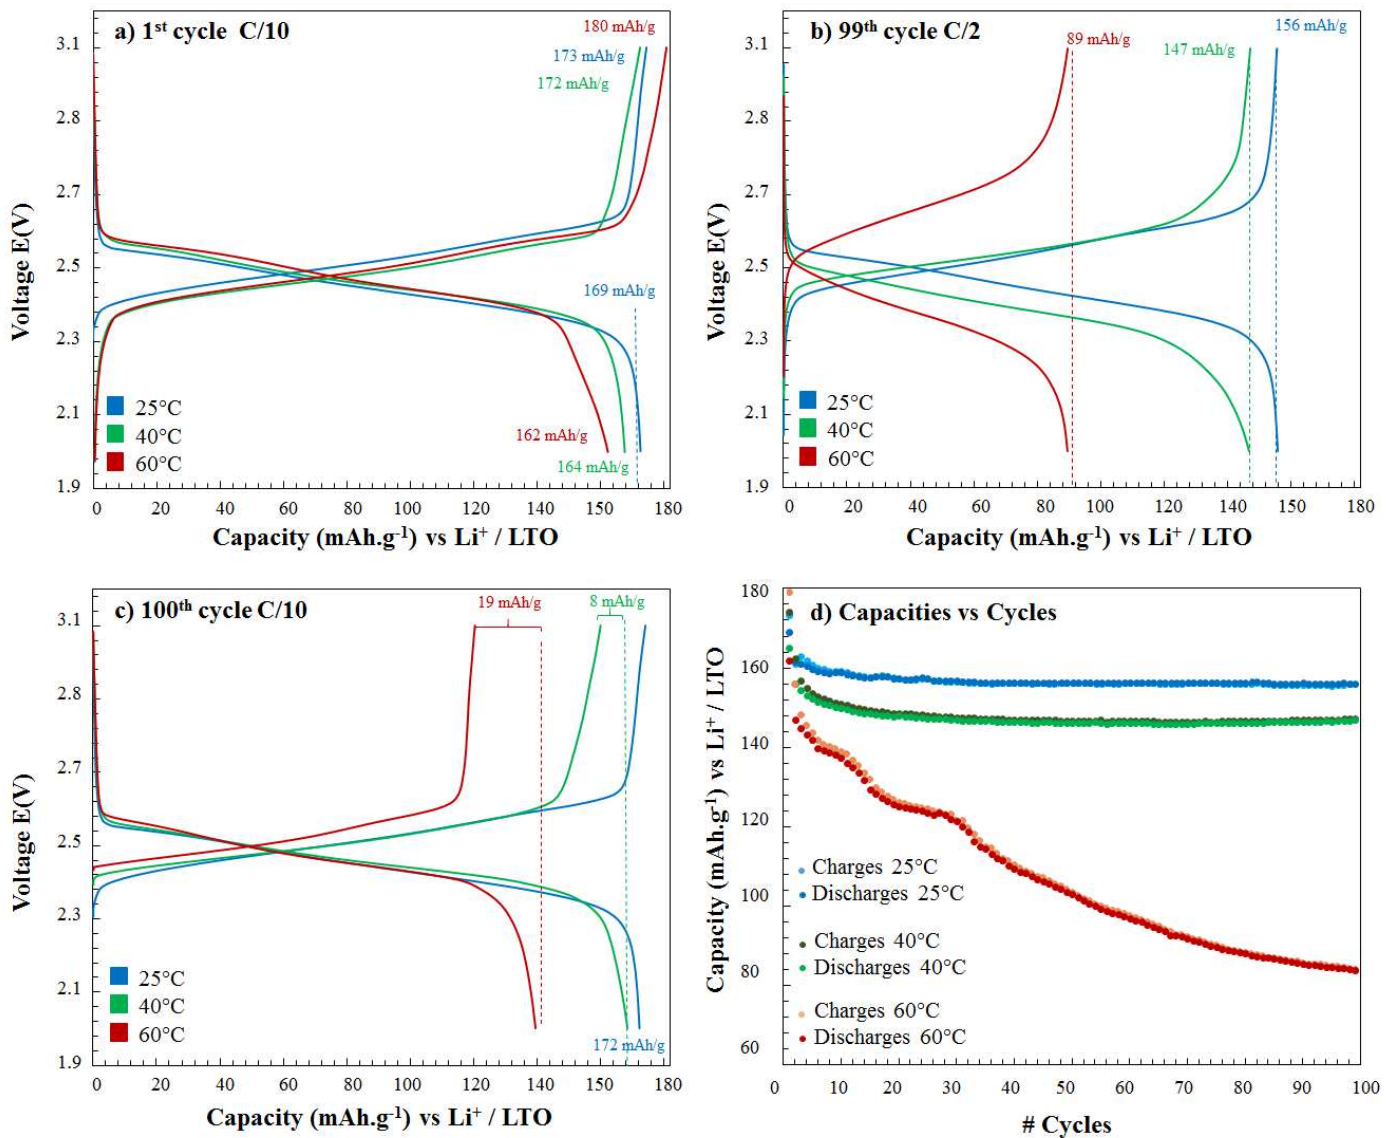 a) 1st cycle C/10
180 mAh/g
173 mAh/g
172 mAh/g
3.1
2.8
2.7
2.5
2.3
2.1
1.9
Voltage E(V)
169 mAh/g
162 mAh/g
164 mAh/g
25°C
40°C
60°C
0 20 40 60 80 100 120 140 160 180
Capacity (mAh.g-1) vs Li+ / LTO
b) 99th cycle C/2
156 mAh/g
89 mAh/g
147 mAh/g
3.1
2.8
2.7
2.5
2.3
2.1
1.9
Voltage E(V)
25°C
40°C
60°C
0 20 40 60 80 100 120 140 150 180
Capacity (mAh.g-1) vs Li+ / LTO
c) 100th cycle C/10
19 mAh/g
8 mAh/g
3.1
2.8
2.7
2.5
2.3
2.1
1.9
Voltage E(V)
25°C
40°C
60°C
172 mAh/g
0 20 40 60 80 100 120 140 150 180
Capacity (mAh.g-1) vs Li+ / LTO
d) Capacities vs Cycles
180
160
140
120
100
80
60
Capacity (mAh.g-1) vs Li+ / LTO
Charges 25°C
Discharges 25°C
Charges 40°C
Discharges 40°C
Charges 60°C
Discharges 60°C
0 10 20 30 40 50 60 70 80 90 100
# Cycles